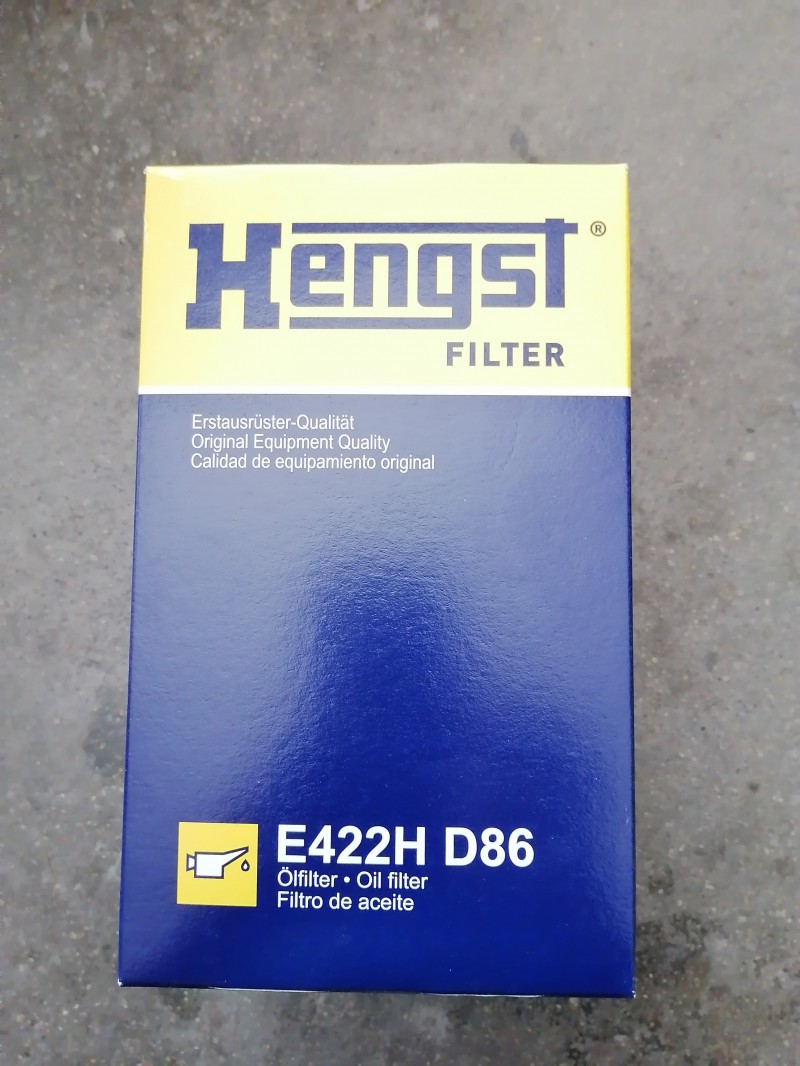 Hengst®
FILTER
Erstausrüster-Qualität
Original Equipment Quality
Calidad de equipamiento original
E422H D86
Ölfilter • Oil filter
Filtro de aceite